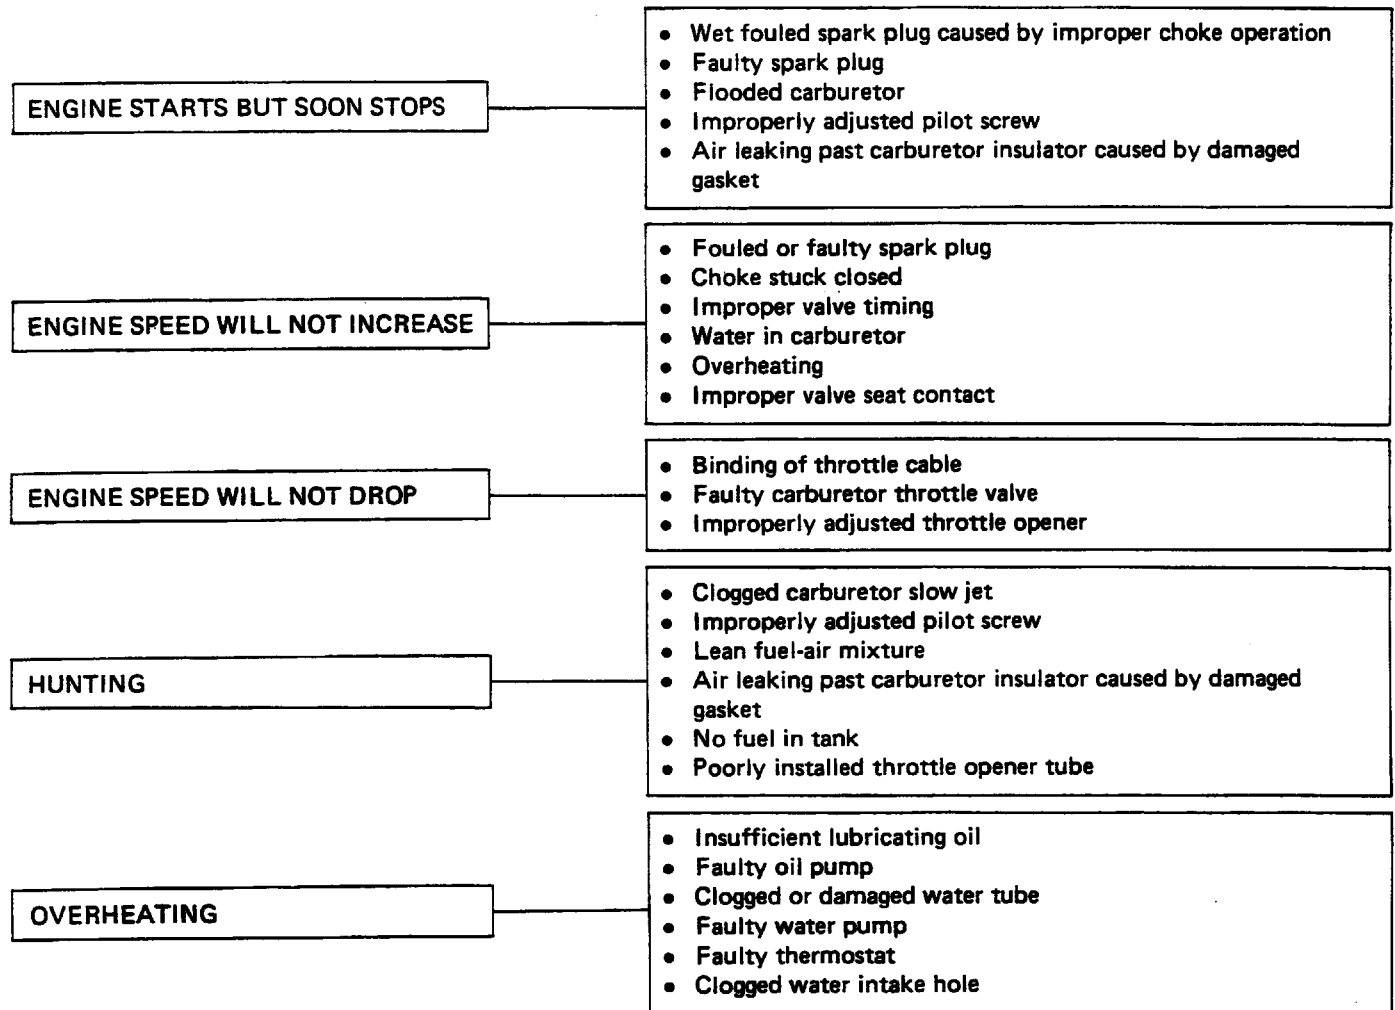 ENGINE STARTS BUT SOON STOPS
• Wet fouled spark plug caused by improper choke operation
• Faulty spark plug
• Flooded carburetor
• Improperly adjusted pilot screw
• Air leaking past carburetor insulator caused by damaged
gasket
ENGINE SPEED WILL NOT INCREASE
• Fouled or faulty spark plug
• Choke stuck closed
• Improper valve timing
• Water in carburetor
• Overheating
• Improper valve seat contact
ENGINE SPEED WILL NOT DROP
• Binding of throttle cable
• Faulty carburetor throttle valve
• Improperly adjusted throttle opener
HUNTING
• Clogged carburetor slow jet
• Improperly adjusted pilot screw
• Lean fuel-air mixture
• Air leaking past carburetor insulator caused by damaged
gasket
• No fuel in tank
• Poorly installed throttle opener tube
OVERHEATING
• Insufficient lubricating oil
• Faulty oil pump
• Clogged or damaged water tube
• Faulty water pump
• Faulty thermostat
• Clogged water intake hole